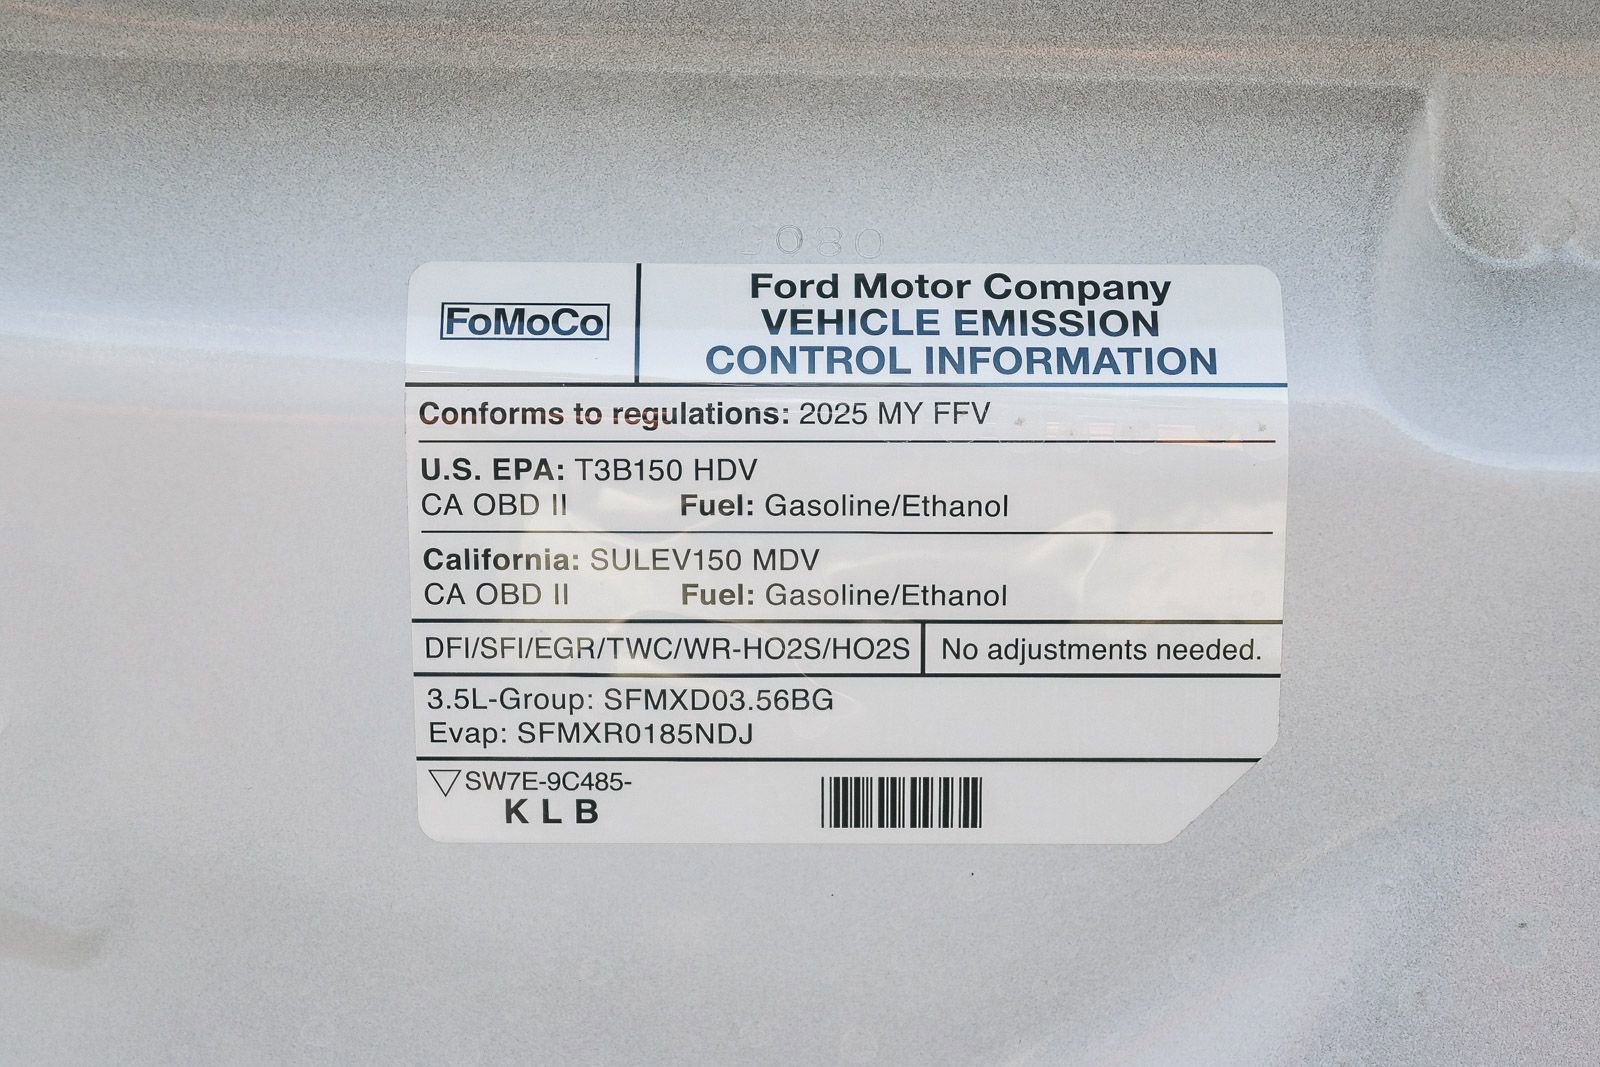 FoMoCo
Ford Motor Company
VEHICLE EMISSION
CONTROL INFORMATION
Conforms to regulations: 2025 MY FFV
U.S. EPA: T3B150 HDV
CA OBD II Fuel: Gasoline/Ethanol
California: SULEV150 MDV
CA OBD II Fuel: Gasoline/Ethanol
DFI/SFI/EGR/TWC/WR-HO2S/HO2S No adjustments needed.
3.5L-Group: SFMXD03.56BG
Evap: SFMXR0185NDJ
SW7E-9C485-
K L B